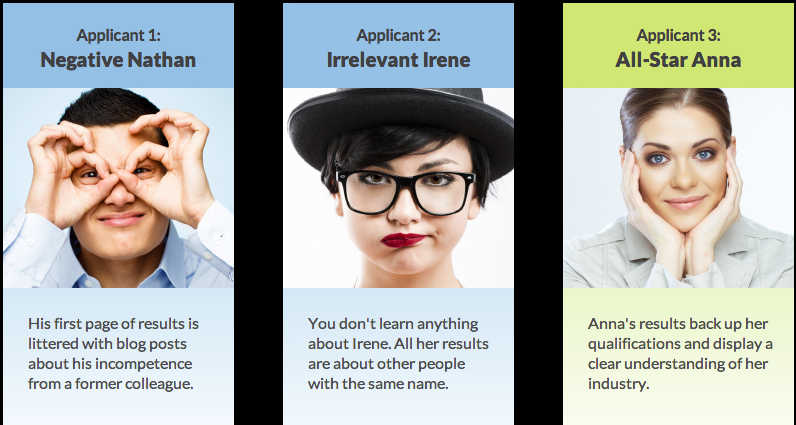 Applicant 1:
Negative Nathan
His first page of results is
littered with blog posts
about his incompetence
from a former colleague.
Applicant 2:
Irrelevant Irene
You don't learn anything
about Irene. All her results
are about other people
with the same name.
Applicant 3:
All-Star Anna
Anna's results back up her
qualifications and display a
clear understanding of her
industry.